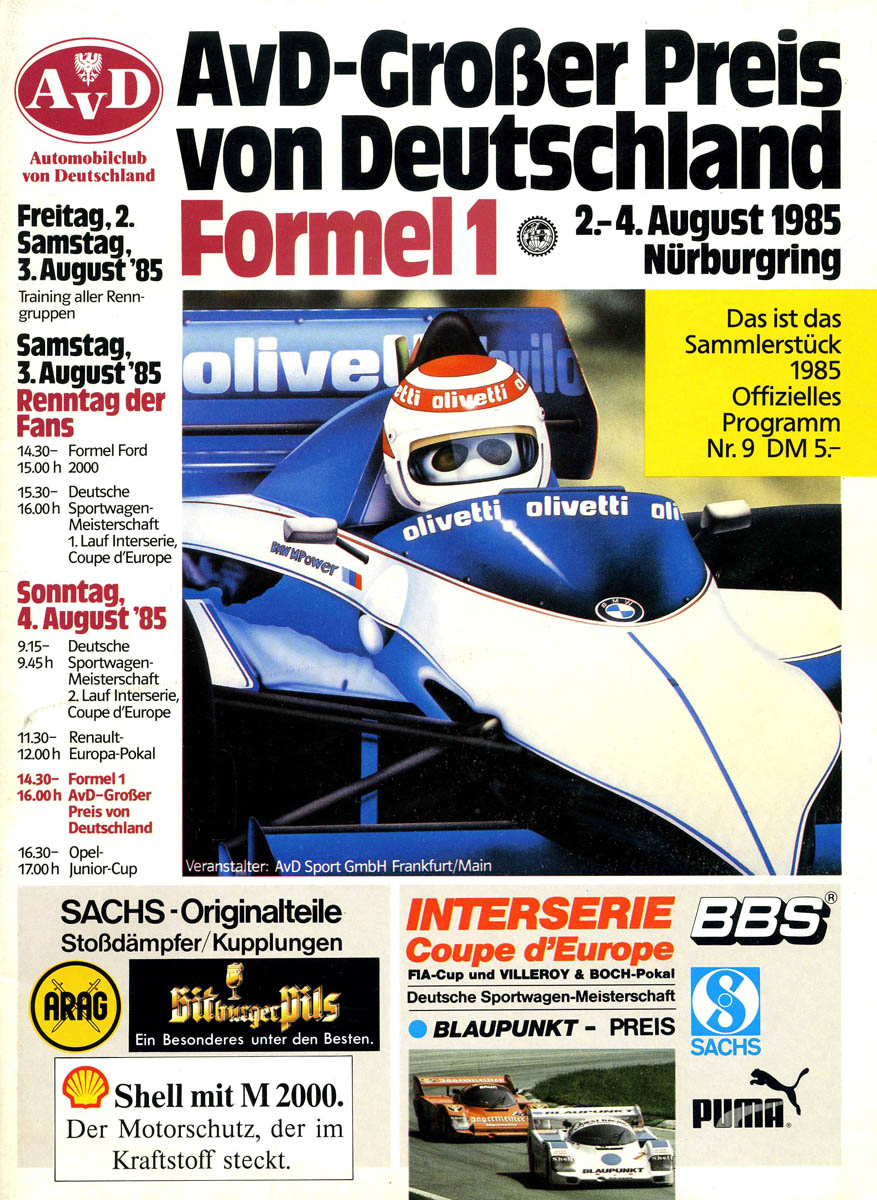 AvD
Automobilclub
von Deutschland
AvD-Großer Preis
von Deutschland
Formel 1
2.-4. August 1985
Nürburgring
Freitag, 2.
Samstag,
3. August '85
Training aller Renn-
gruppen
Samstag,
3. August '85
Renntag der
Fans
14.30– Formel Ford
15.00 h 2000
15.30– Deutsche
16.00 h Sportwagen-
Meisterschaft
1. Lauf Interserie,
Coupe d'Europe
Sonntag,
4. August '85
9.15– Deutsche
9.45 h Sportwagen-
Meisterschaft
2. Lauf Interserie,
Coupe d'Europe
11.30– Renault-
12.00 h Europa-Pokal
14.30– Formel 1
16.00 h AvD-Großer
Preis von
Deutschland
16.30– Opel-
17.00 h Junior-Cup
Das ist das
Sammlerstück
1985
Offizielles
Programm
Nr. 9 DM 5.–
olivetti
etti olivetti
olivetti olivetti oli
BMW M Power
BMW
Veranstalter: AvD Sport GmbH Frankfurt/Main
SACHS - Originalteile
Stoßdämpfer/Kupplungen
ARAG
Bitburger Pils
Ein Besonderes unter den Besten.
Shell mit M 2000.
Der Motorschutz, der im
Kraftstoff steckt.
INTERSERIE
Coupe d'Europe
FIA-Cup und VILLEROY & BOCH-Pokal
Deutsche Sportwagen-Meisterschaft
BLAUPUNKT – PREIS
Jägermeister
Jägermeister
BLAUPUNKT
Shell
BLAUPUNKT
BBS®
SACHS
PUMA®